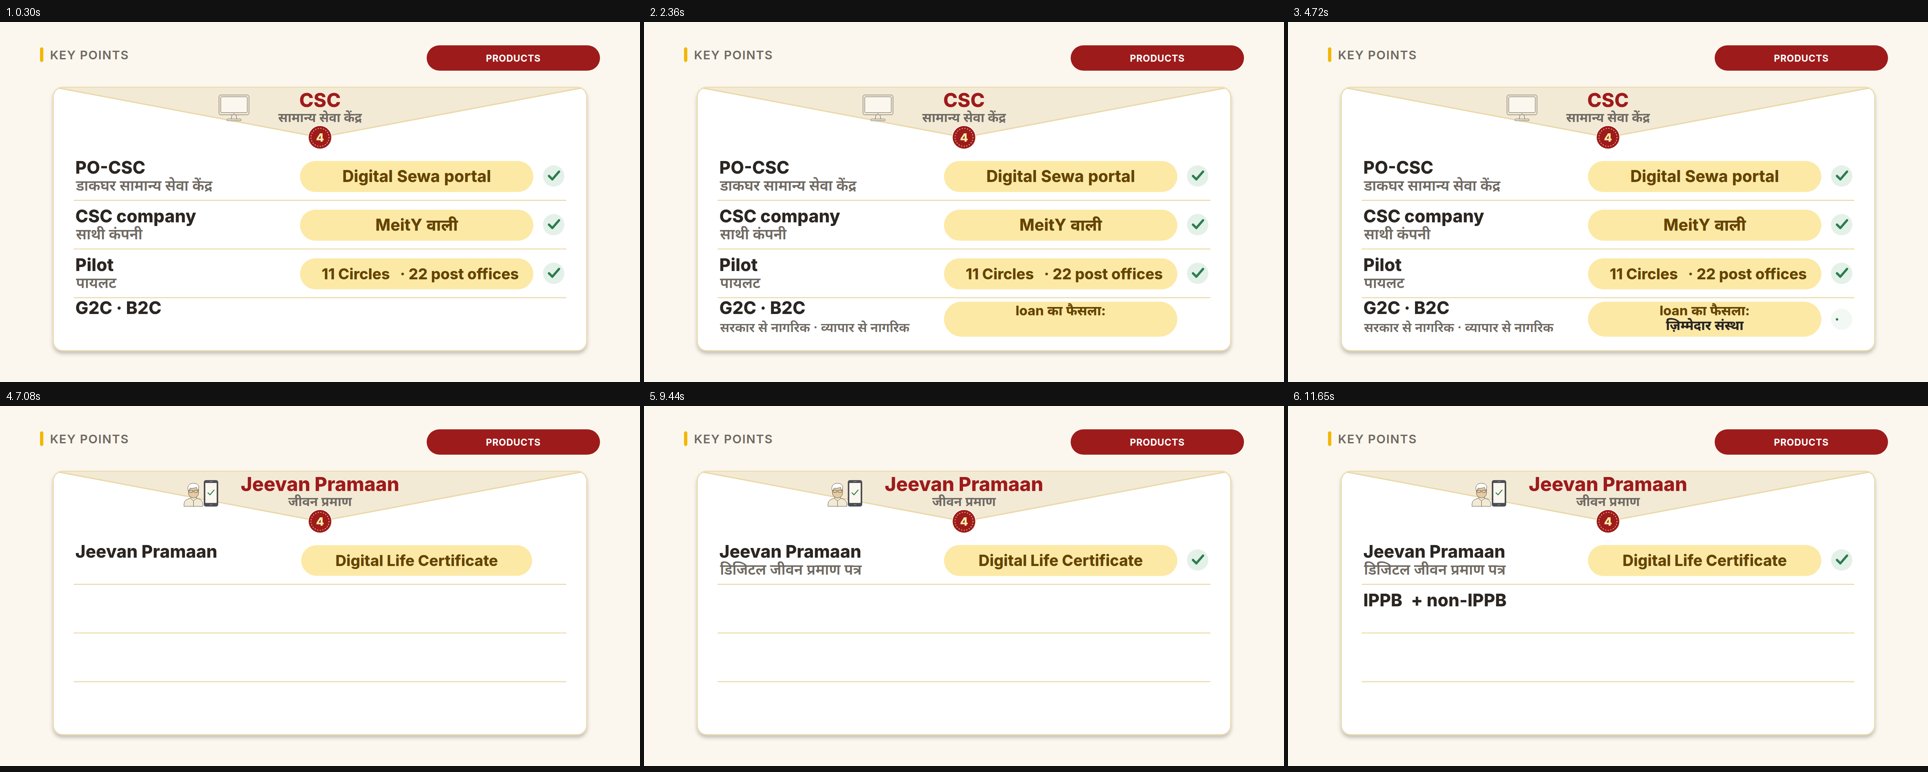 1. 0.30s
KEY POINTS
PRODUCTS
CSC
सामान्य सेवा केंद्र
4
PO-CSC
डाकघर सामान्य सेवा केंद्र
Digital Sewa portal
CSC company
साथी कंपनी
MeitY वाली
Pilot
पायलट
11 Circles · 22 post offices
G2C · B2C
2. 2.36s
KEY POINTS
PRODUCTS
CSC
सामान्य सेवा केंद्र
4
PO-CSC
डाकघर सामान्य सेवा केंद्र
Digital Sewa portal
CSC company
साथी कंपनी
MeitY वाली
Pilot
पायलट
11 Circles · 22 post offices
G2C · B2C
सरकार से नागरिक · व्यापार से नागरिक
loan का फैसला:
3. 4.72s
KEY POINTS
PRODUCTS
CSC
सामान्य सेवा केंद्र
4
PO-CSC
डाकघर सामान्य सेवा केंद्र
Digital Sewa portal
CSC company
साथी कंपनी
MeitY वाली
Pilot
पायलट
11 Circles · 22 post offices
G2C · B2C
सरकार से नागरिक · व्यापार से नागरिक
loan का फैसला:
ज़िम्मेदार संस्था
4. 7.08s
KEY POINTS
PRODUCTS
Jeevan Pramaan
जीवन प्रमाण
4
Jeevan Pramaan
Digital Life Certificate
5. 9.44s
KEY POINTS
PRODUCTS
Jeevan Pramaan
जीवन प्रमाण
4
Jeevan Pramaan
डिजिटल जीवन प्रमाण पत्र
Digital Life Certificate
6. 11.65s
KEY POINTS
PRODUCTS
Jeevan Pramaan
जीवन प्रमाण
4
Jeevan Pramaan
डिजिटल जीवन प्रमाण पत्र
Digital Life Certificate
IPPB + non-IPPB